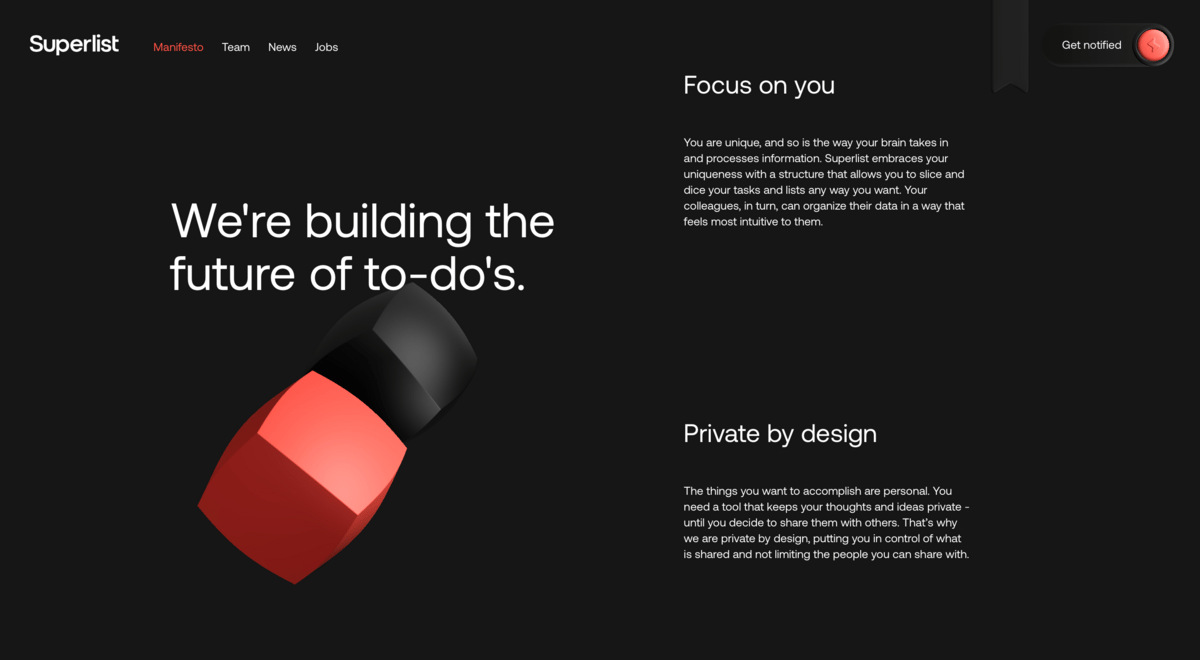 Superlist
Manifesto
Team
News
Jobs
Get notified
We're building the
future of to-do's.
Focus on you
You are unique, and so is the way your brain takes in
and processes information. Superlist embraces your
uniqueness with a structure that allows you to slice and
dice your tasks and lists any way you want. Your
colleagues, in turn, can organize their data in a way that
feels most intuitive to them.
Private by design
The things you want to accomplish are personal. You
need a tool that keeps your thoughts and ideas private -
until you decide to share them with others. That's why
we are private by design, putting you in control of what
is shared and not limiting the people you can share with.